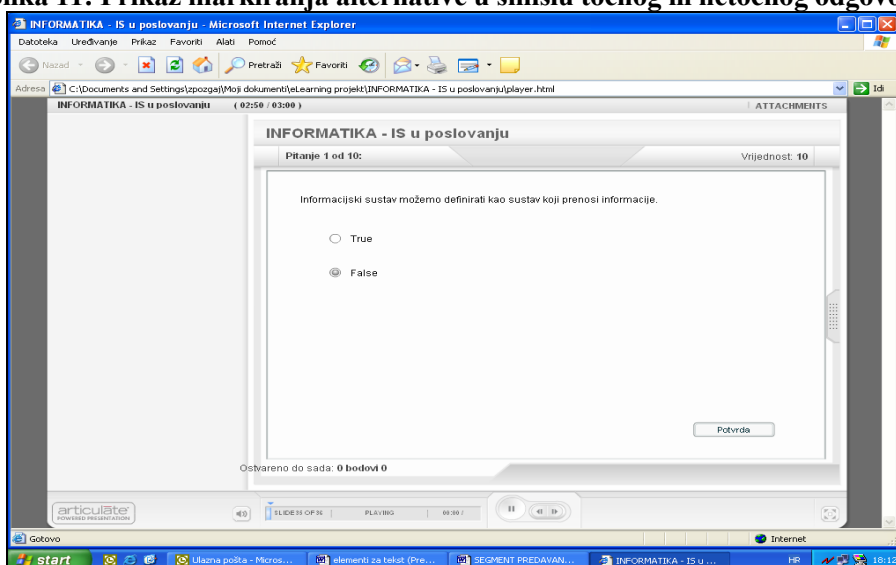 11: Prikaz markiranja alternative u smislu točnog ili netočnog
INFORMATIKA - IS u poslovanju - Microsoft Internet Explorer
Datoteka Uređivanje Prikaz Favoriti Alati Pomoć
Nazad Pretraži Favoriti
Adresa C:\Documents and Settings\zpozgaj\Moji dokumenti\eLearning projekt\INFORMATIKA - IS u poslovanju\player.html Idi
INFORMATIKA - IS u poslovanju ( 02:50 / 03:00 ) ATTACHMENTS
INFORMATIKA - IS u poslovanju
Pitanje 1 od 10: Vrijednost: 10
Informacijski sustav možemo definirati kao sustav koji prenosi informacije.
True
False
Potvrda
Ostvareno do sada: 0 bodovi 0
articulate
POWERED PRESENTATION
SLIDE 35 OF 36 | PLAYING | 00:00 /
Gotovo Internet
start Ulazna pošta - Micros... elementi za tekst (Pre... SEGMENT PREDAVAN... INFORMATIKA - IS u ... HR 18:12